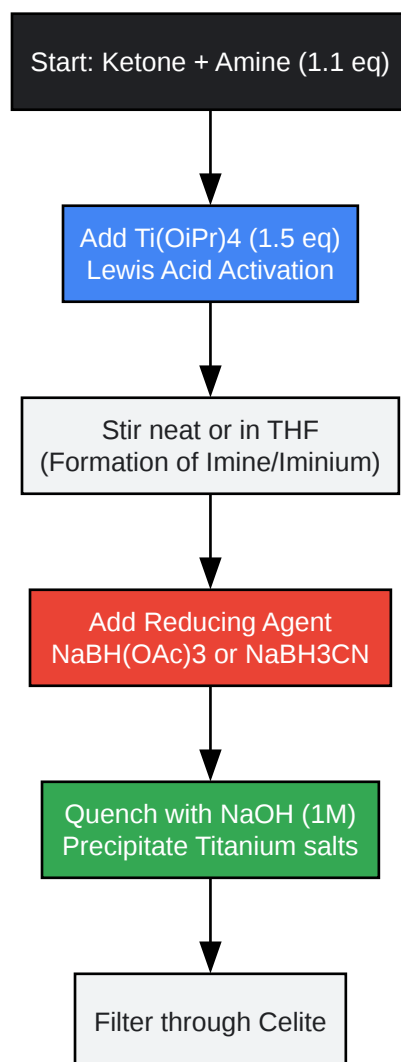 Start: Ketone + Amine (1.1 eq)
Add Ti(OiPr)4 (1.5 eq)
Lewis Acid Activation
Stir neat or in THF
(Formation of Imine/Iminium)
Add Reducing Agent
NaBH(OAc)3 or NaBH3CN
Quench with NaOH (1M)
Precipitate Titanium salts
Filter through Celite